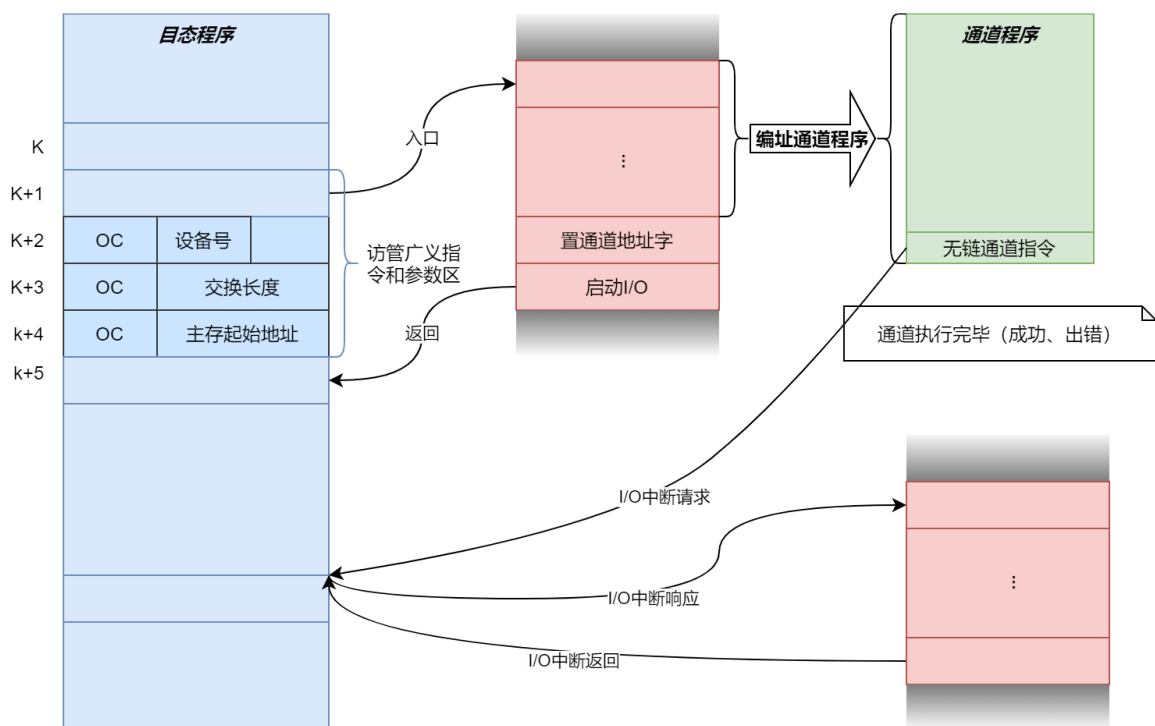 目态程序
通道程序
K
入口
⋮
编址通道程序
K+1
K+2
OC
设备号
访管广义指
令和参数区
置通道地址字
无链通道指令
K+3
OC
交换长度
启动I/O
k+4
OC
主存起始地址
返回
通道执行完毕（成功、出错）
k+5
I/O中断请求
⋮
I/O中断响应
I/O中断返回